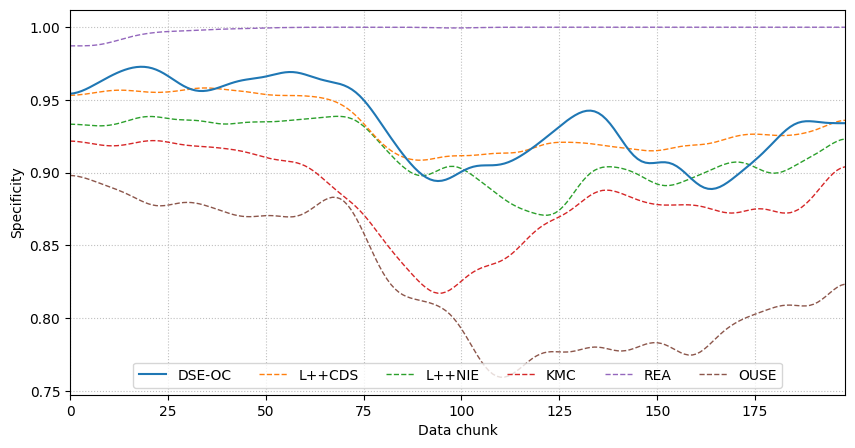 1.00
0.95
0.90
0.85
0.80
0.75
Specificity
DSE-OC L++CDS L++NIE KMC REA OUSE
0 25 50 75 100 125 150 175
Data chunk